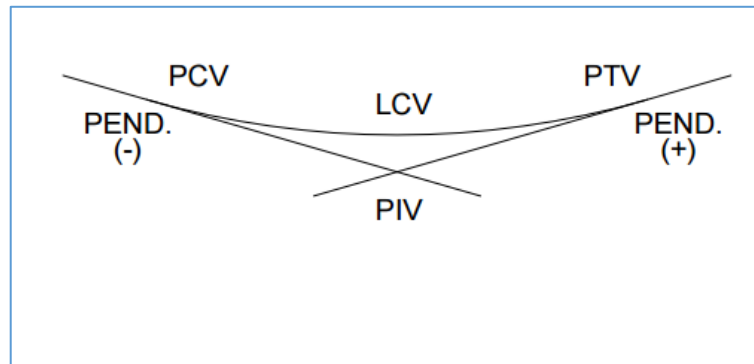 PCV
PTV
LCV
PEND.
(-)
PEND.
(+)
PIV